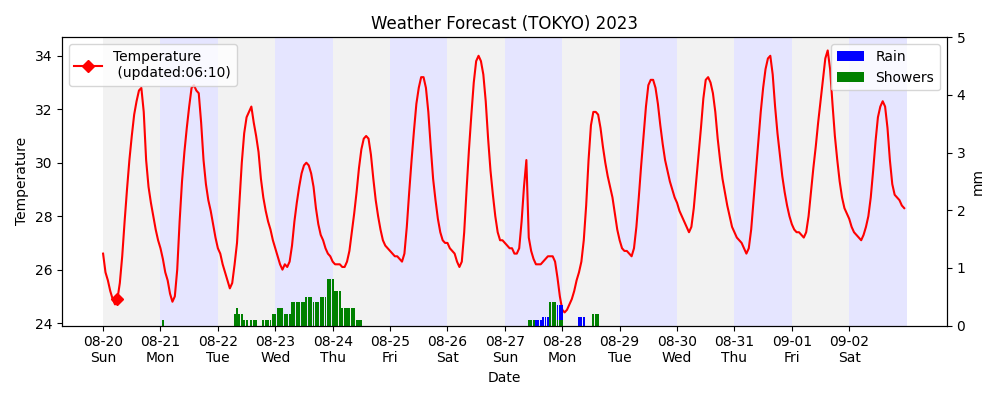 Weather Forecast (TOKYO) 2023
Temperature
(updated:06:10)
Rain
Showers
Temperature
34
32
30
28
26
24
5
4
3
2
1
0
mm
08-20 08-21 08-22 08-23 08-24 08-25 08-26 08-27 08-28 08-29 08-30 08-31 09-01 09-02
Sun Mon Tue Wed Thu Fri Sat Sun Mon Tue Wed Thu Fri Sat
Date